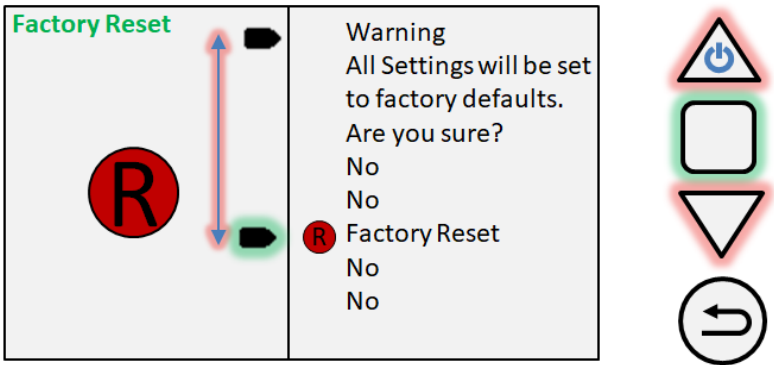 Factory Reset
R
Warning
All Settings will be set
to factory defaults.
Are you sure?
No
No
R Factory Reset
No
No